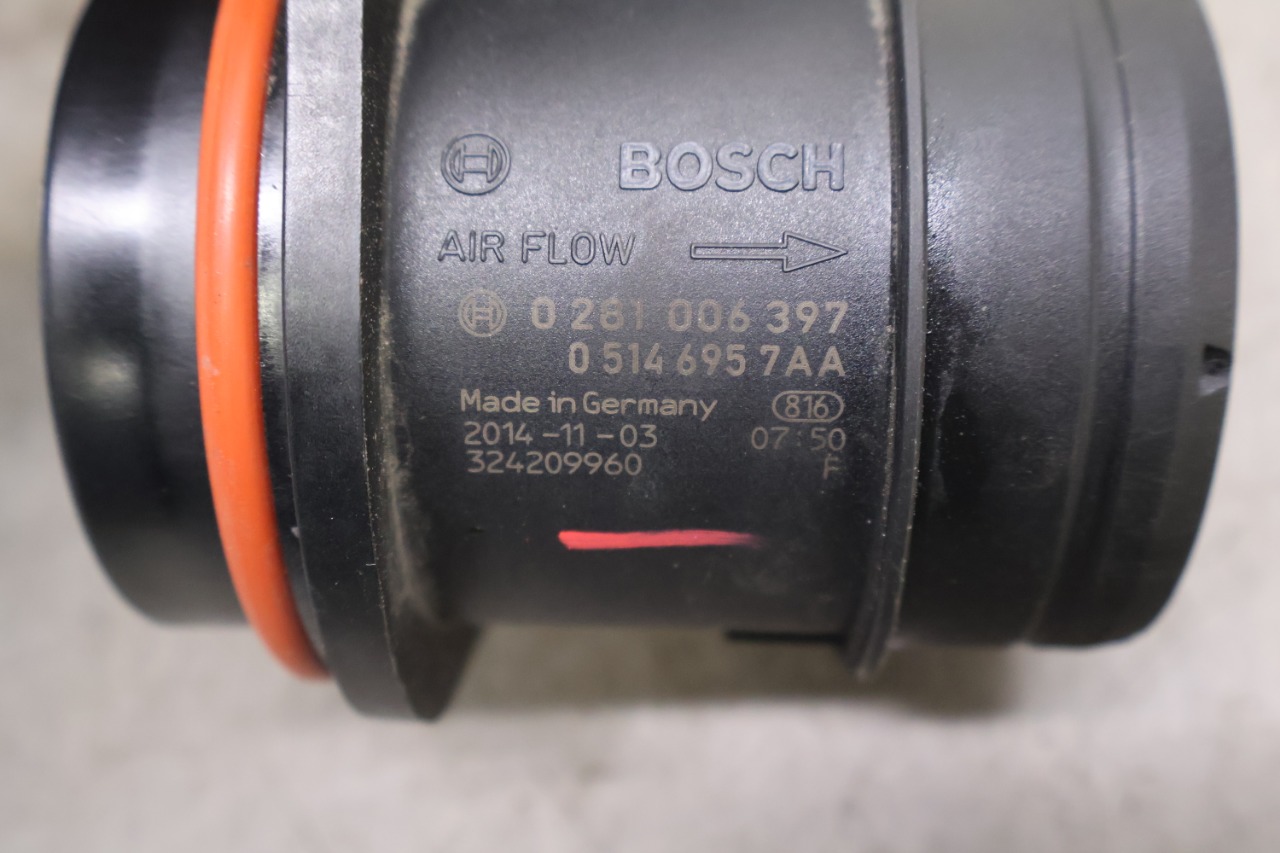 BOSCH
AIR FLOW
0 281 006 397
0 514 695 7AA
Made in Germany 816
2014-11-03 07:50
324209960 F